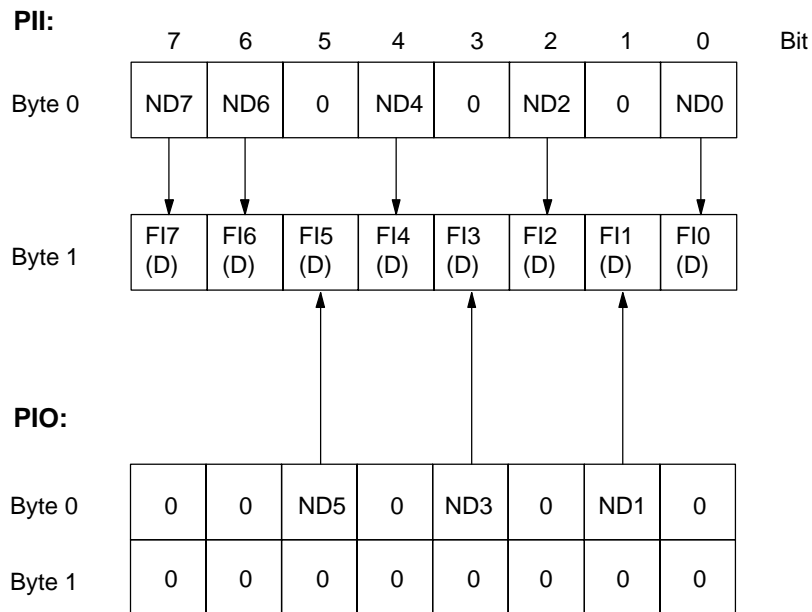 PII:
7 6 5 4 3 2 1 0 Bit
Byte 0 ND7 ND6 0 ND4 0 ND2 0 ND0
Byte 1 FI7 (D) FI6 (D) FI5 (D) FI4 (D) FI3 (D) FI2 (D) FI1 (D) FI0 (D)
PIO:
Byte 0 0 0 ND5 0 ND3 0 ND1 0
Byte 1 0 0 0 0 0 0 0 0